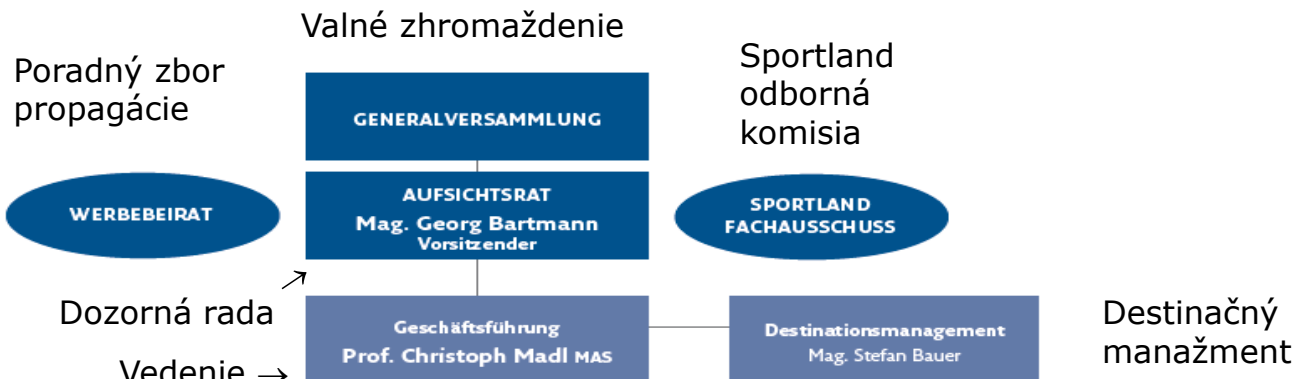 Valné zhromaždenie
Poradný zbor
propagácie
Sportland
odborná
komisia
GENERALVERSAMMLUNG
WERBEBEIRAT
AUFSICHTSRAT
Mag. Georg Bartmann
Vorsitzender
SPORTLAND
FACHAUSSCHUSS
Dozorná rada
Geschäftsführung
Prof. Christoph Madl MAS
Destinationsmanagement
Mag. Stefan Bauer
Destinačný
manažment
Vedenie →